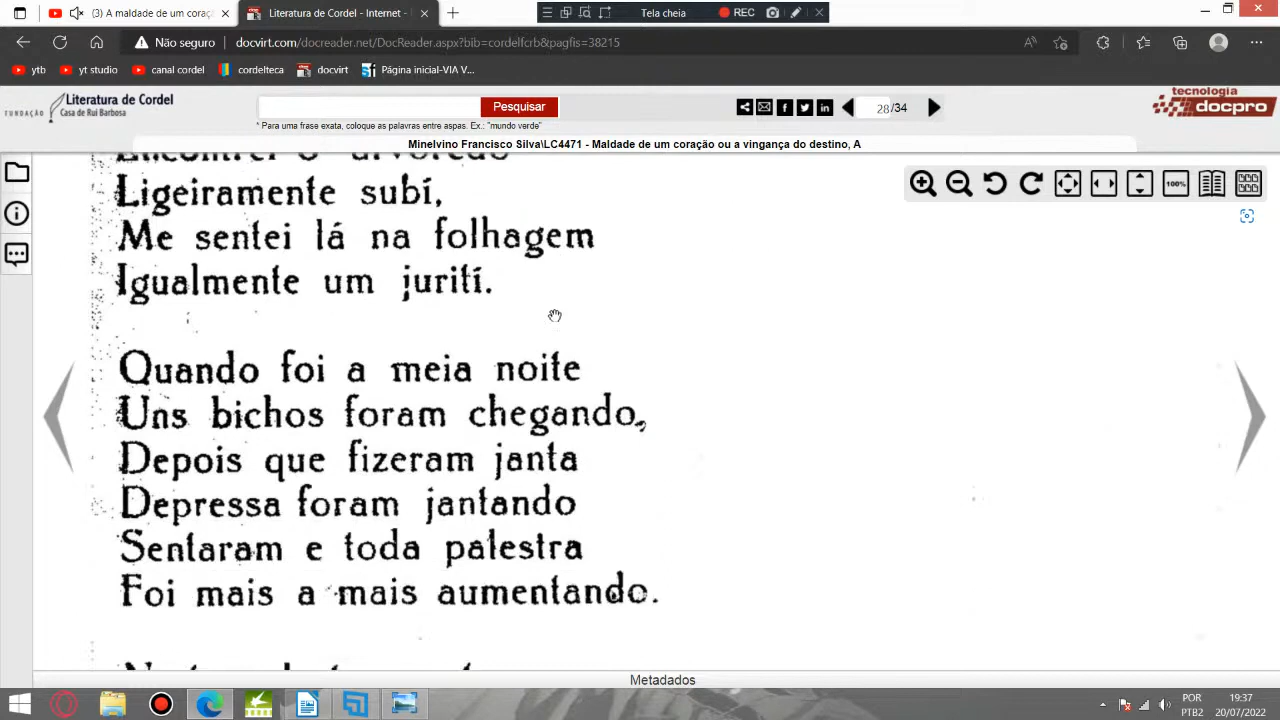 (3) A maldade de um coraç
Literatura de Cordel - Internet -
Tela cheia
REC
Não seguro
docvirt.com/docreader.net/DocReader.aspx?bib=cordelfcrb&pagfis=38215
ytb
yt studio
canal cordel
cordelteca
docvirt
Página inicial-VIA V...
FUNDAÇÃO
Literatura de Cordel
Casa de Rui Barbosa
Pesquisar
28/34
tecnologia
docpro
* Para uma frase exata, coloque as palavras entre aspas. Ex.: "mundo verde"
Minelvino Francisco Silva\LC4471 - Maldade de um coração ou a vingança do destino, A
100%
Encontrei o arvoredo
Ligeiramente subí,
Me sentei lá na folhagem
Igualmente um jurití.
Quando foi a meia noite
Uns bichos foram chegando,
Depois que fizeram janta
Depressa foram jantando
Sentaram e toda palestra
Foi mais a mais aumentando.
Metadados
POR
PTB2
19:37
20/07/2022